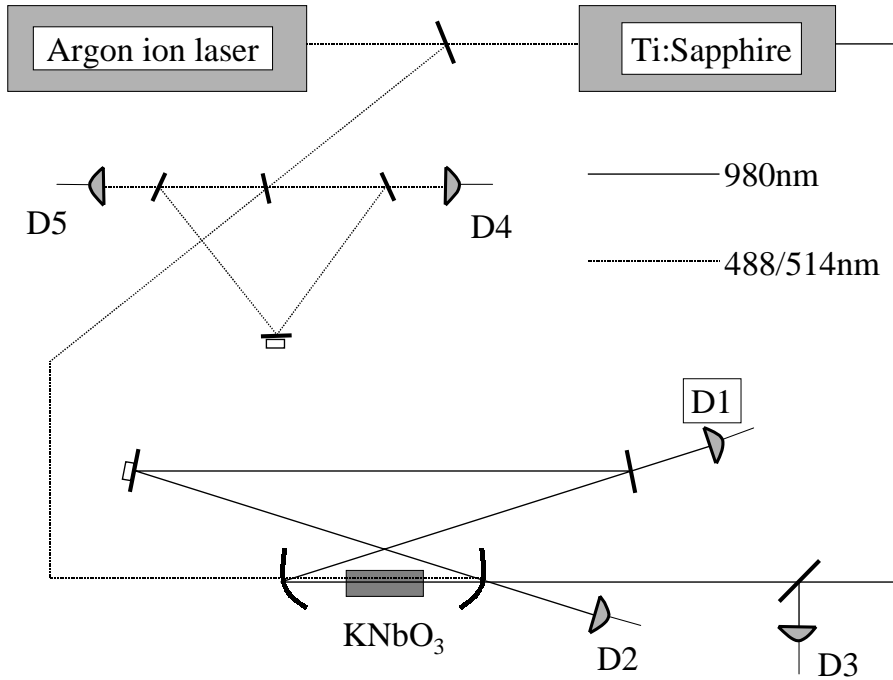 Argon ion laser
Ti:Sapphire
980nm
D5
D4
488/514nm
D1
KNbO₃
D2
D3